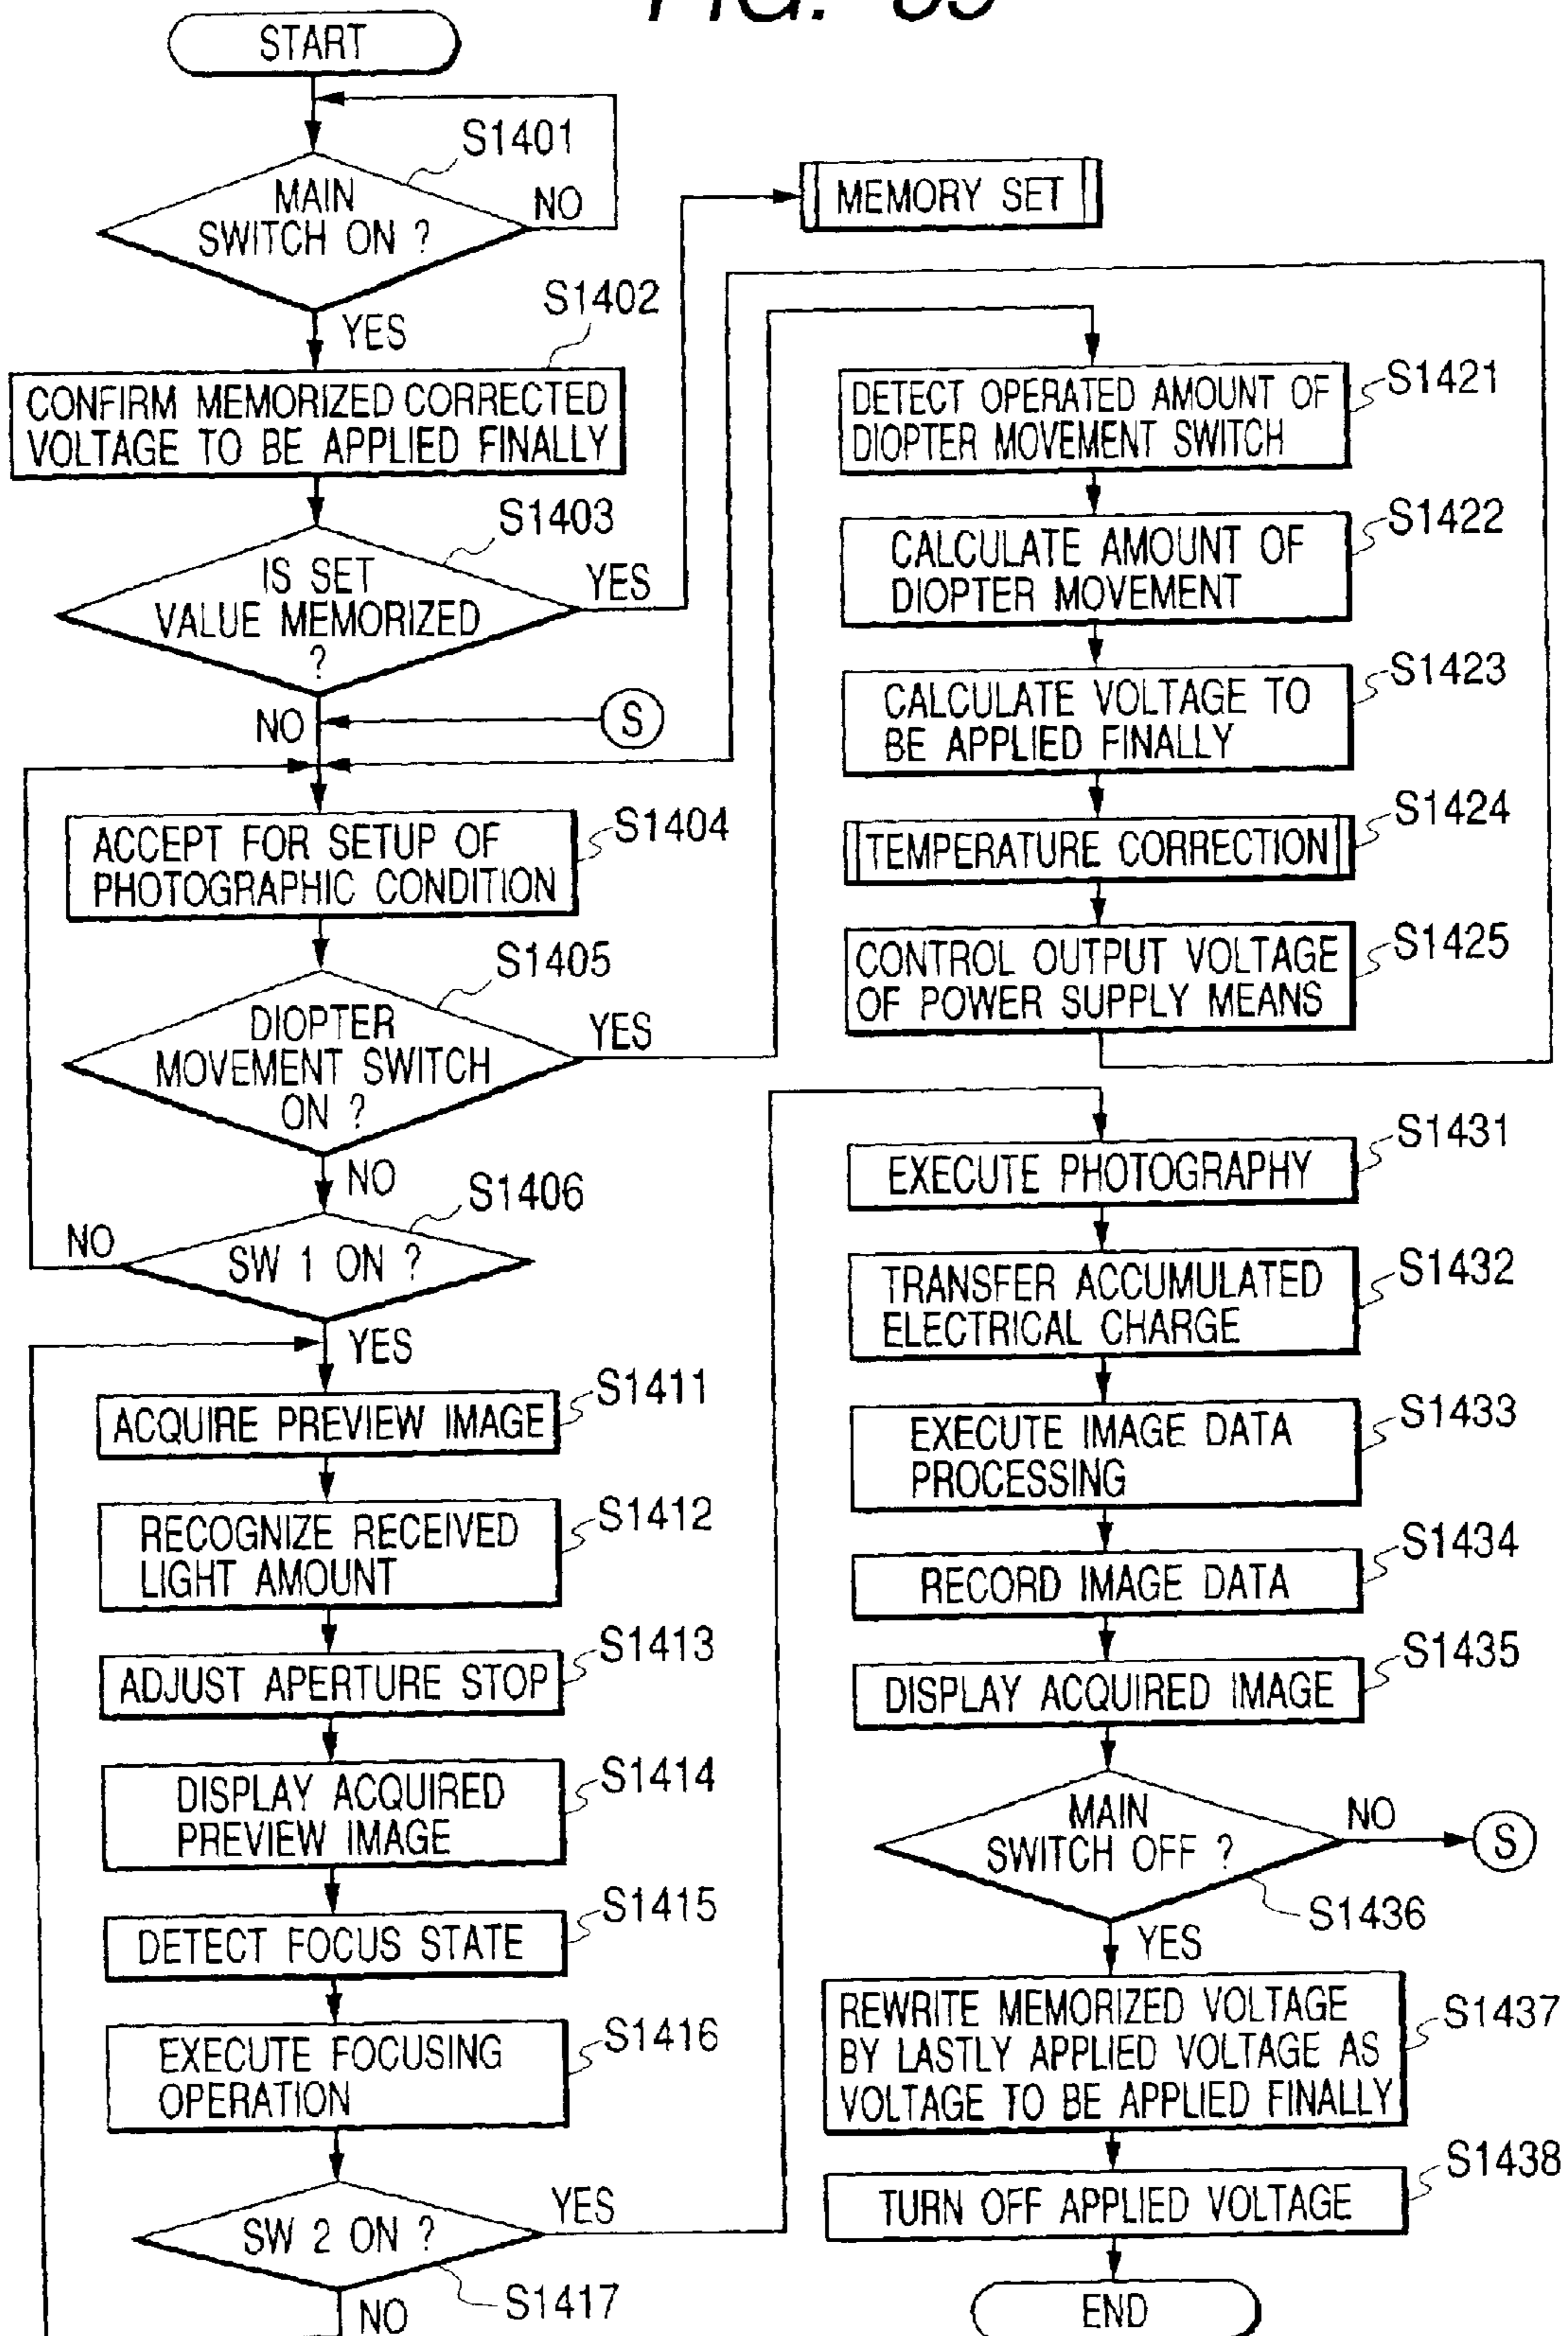 FIG. 39
START
S1401
MAIN
SWITCH ON ?
NO
YES
MEMORY SET
S1402
CONFIRM MEMORIZED CORRECTED
VOLTAGE TO BE APPLIED FINALLY
S1403
IS SET
VALUE MEMORIZED
?
YES
NO
S
ACCEPT FOR SETUP OF
PHOTOGRAPHIC CONDITION
S1404
S1405
DIOPTER
MOVEMENT SWITCH
ON ?
YES
NO
S1406
SW 1 ON ?
NO
YES
ACQUIRE PREVIEW IMAGE
S1411
RECOGNIZE RECEIVED
LIGHT AMOUNT
S1412
ADJUST APERTURE STOP
S1413
DISPLAY ACQUIRED
PREVIEW IMAGE
S1414
DETECT FOCUS STATE
S1415
EXECUTE FOCUSING
OPERATION
S1416
SW 2 ON ?
YES
S1417
NO
DETECT OPERATED AMOUNT OF
DIOPTER MOVEMENT SWITCH
S1421
CALCULATE AMOUNT OF
DIOPTER MOVEMENT
S1422
CALCULATE VOLTAGE TO
BE APPLIED FINALLY
S1423
TEMPERATURE CORRECTION
S1424
CONTROL OUTPUT VOLTAGE
OF POWER SUPPLY MEANS
S1425
EXECUTE PHOTOGRAPHY
S1431
TRANSFER ACCUMULATED
ELECTRICAL CHARGE
S1432
EXECUTE IMAGE DATA
PROCESSING
S1433
RECORD IMAGE DATA
S1434
DISPLAY ACQUIRED IMAGE
S1435
MAIN
SWITCH OFF ?
NO
S
S1436
YES
REWRITE MEMORIZED VOLTAGE
BY LASTLY APPLIED VOLTAGE AS
VOLTAGE TO BE APPLIED FINALLY
S1437
TURN OFF APPLIED VOLTAGE
S1438
END